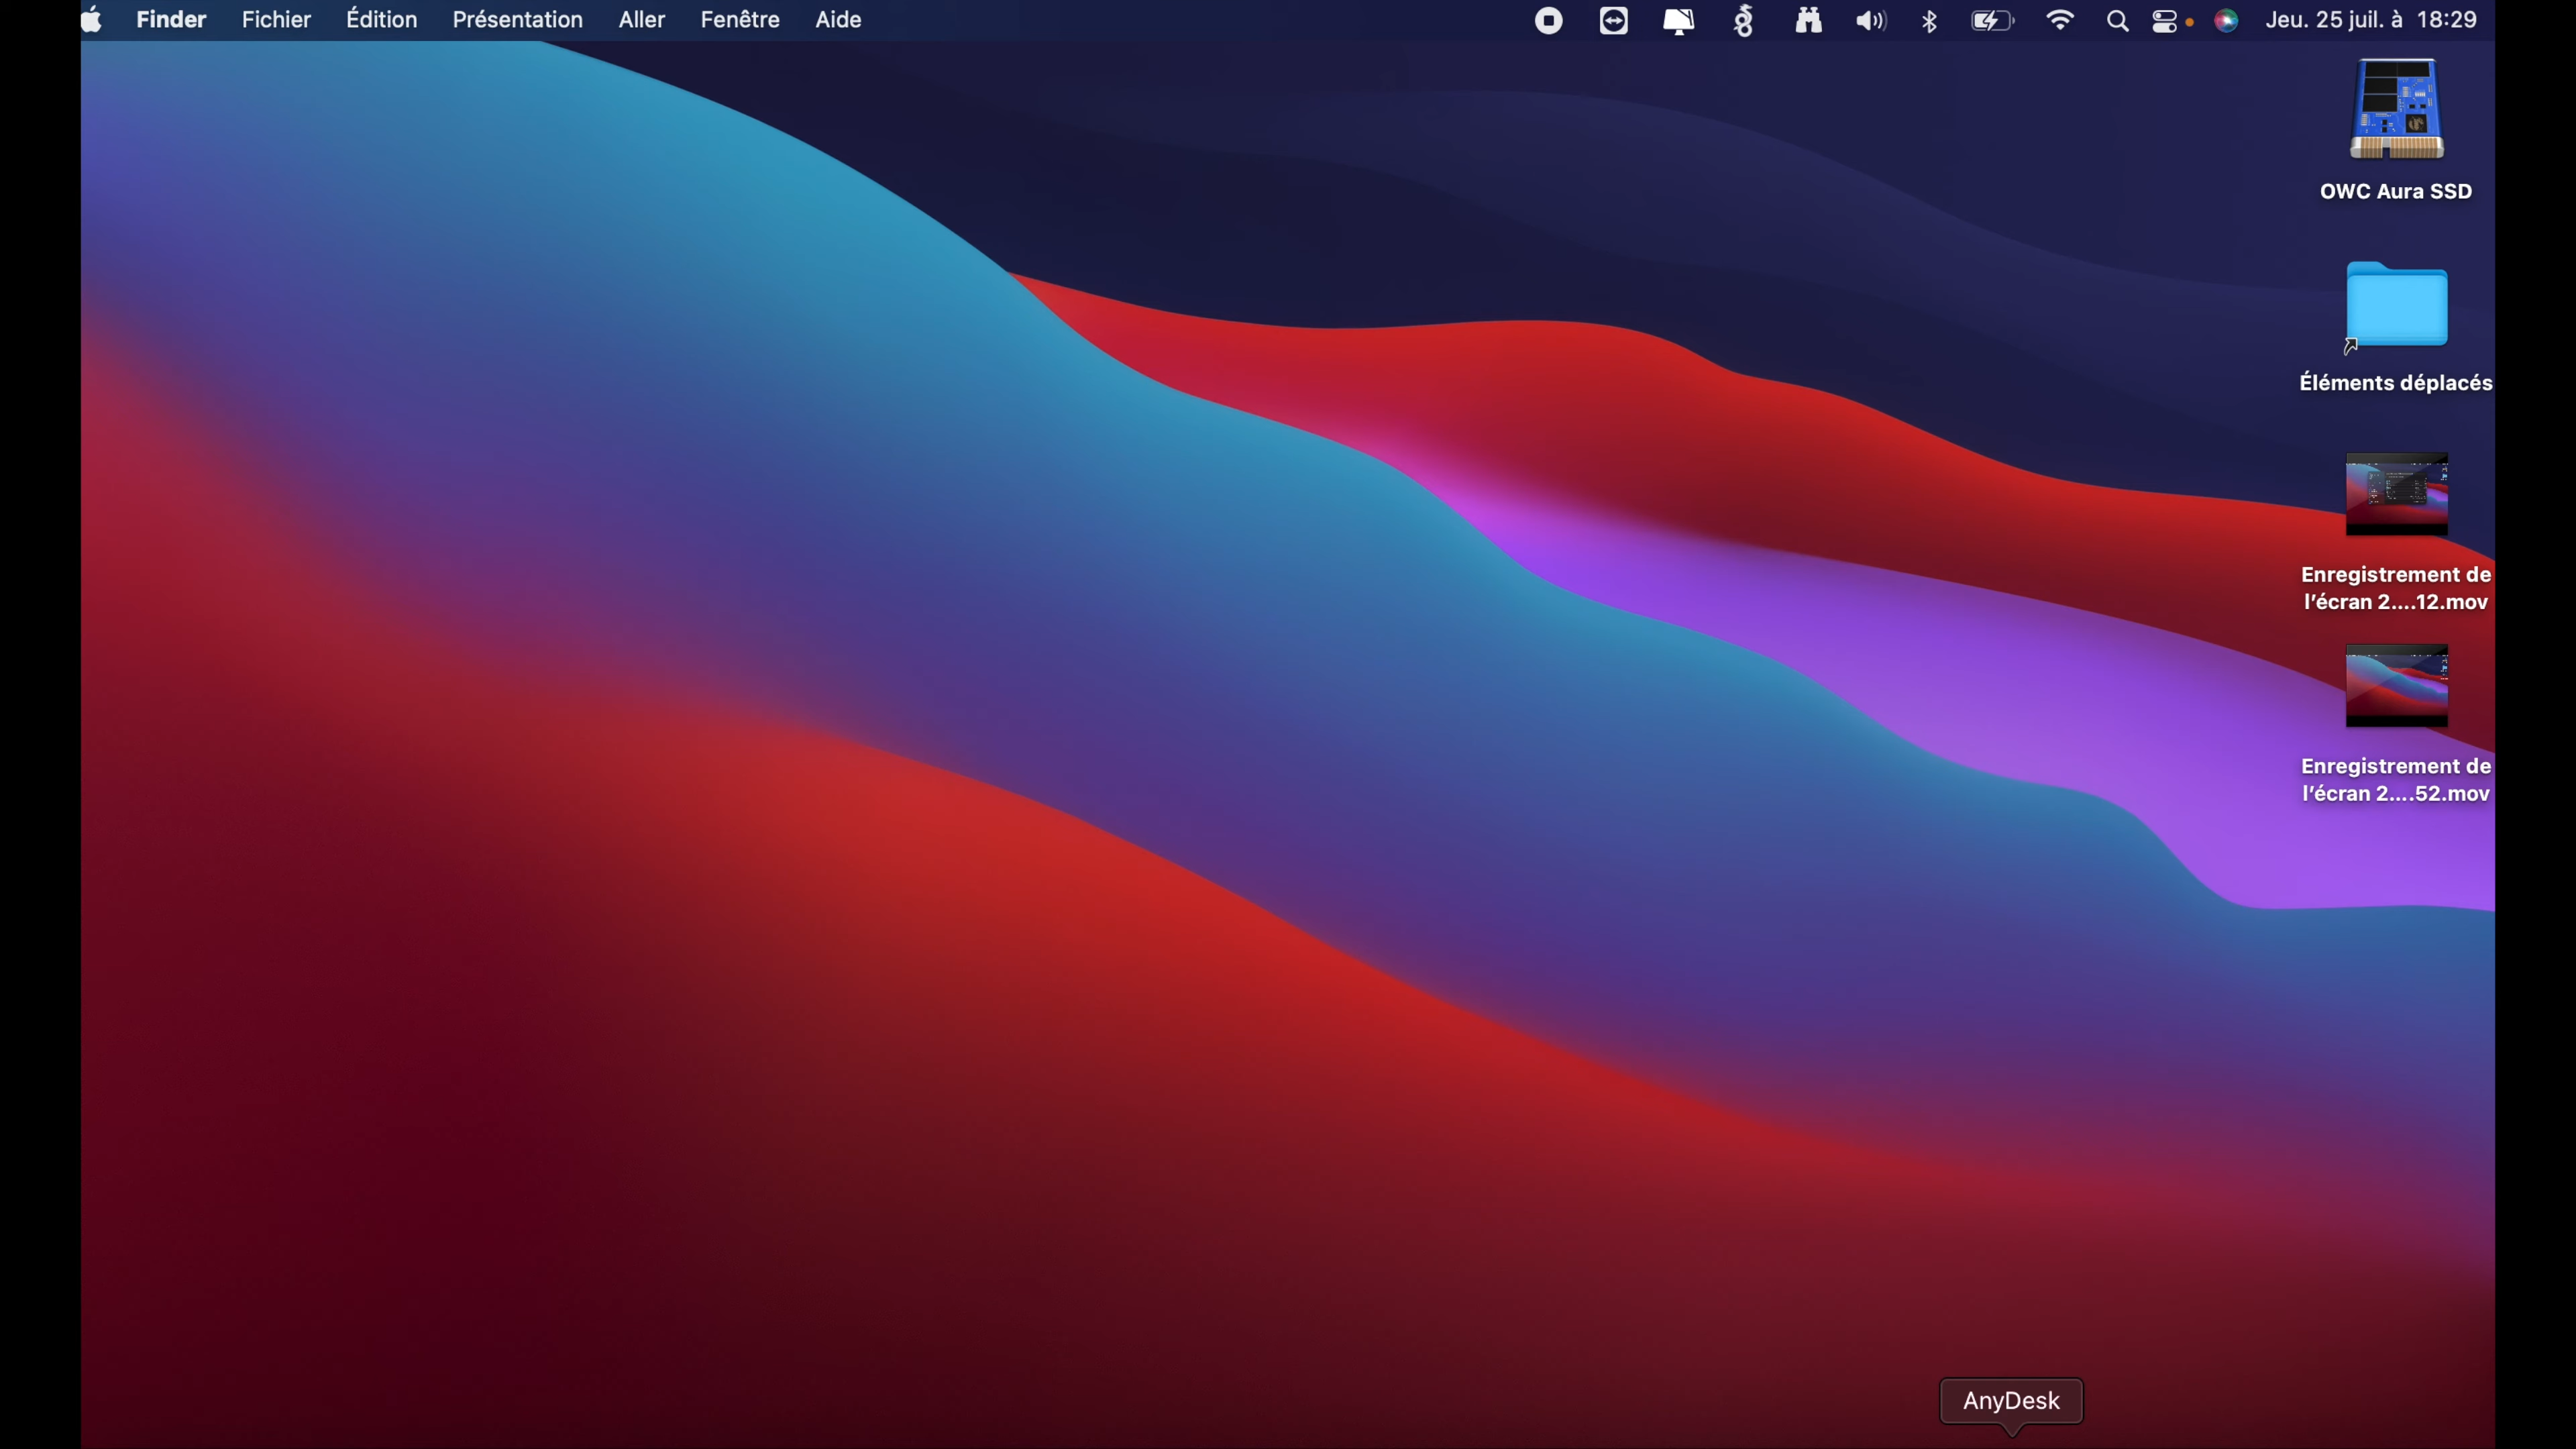 Finder Fichier Édition Présentation Aller Fenêtre Aide Jeu. 25 juil. à 18:29
OWC Aura SSD
Éléments déplacés
Enregistrement de
l'écran 2....12.mov
Enregistrement de
l'écran 2....52.mov
AnyDesk